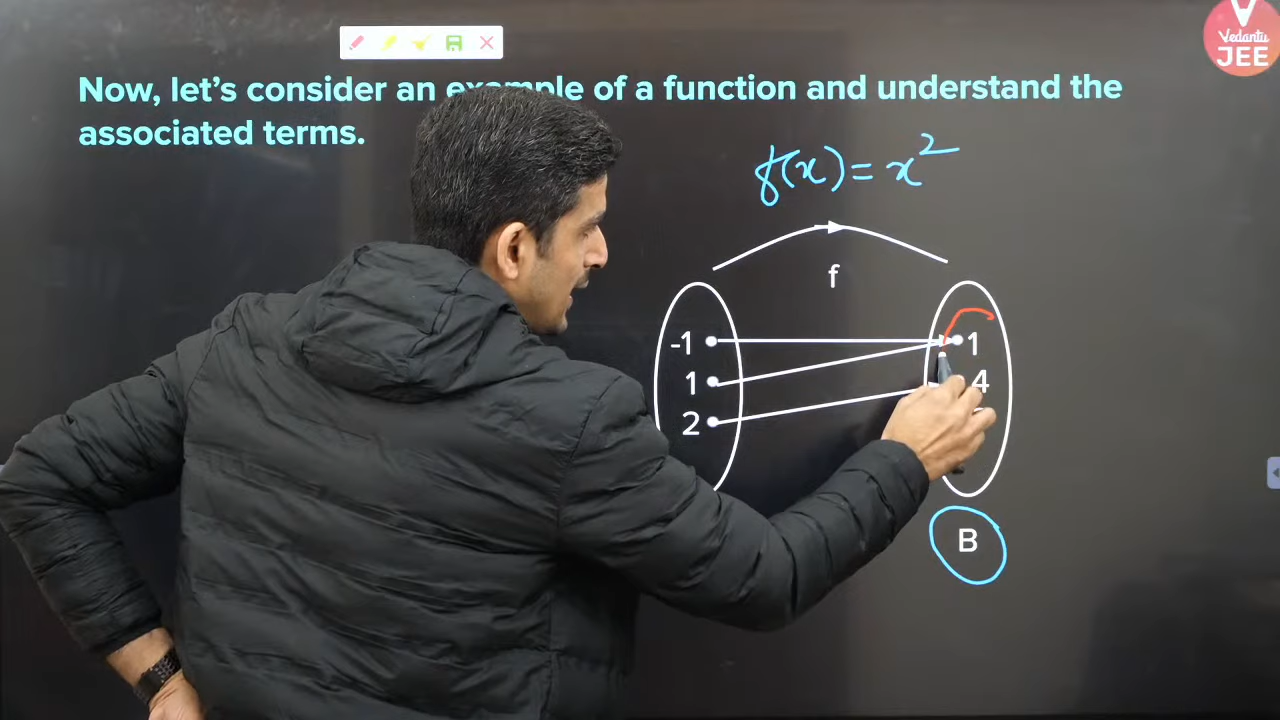 Vedantu
JEE
Now, let's consider an example of a function and understand the
associated terms.
f(x) = x²
f
-1
1
2
1
4
B